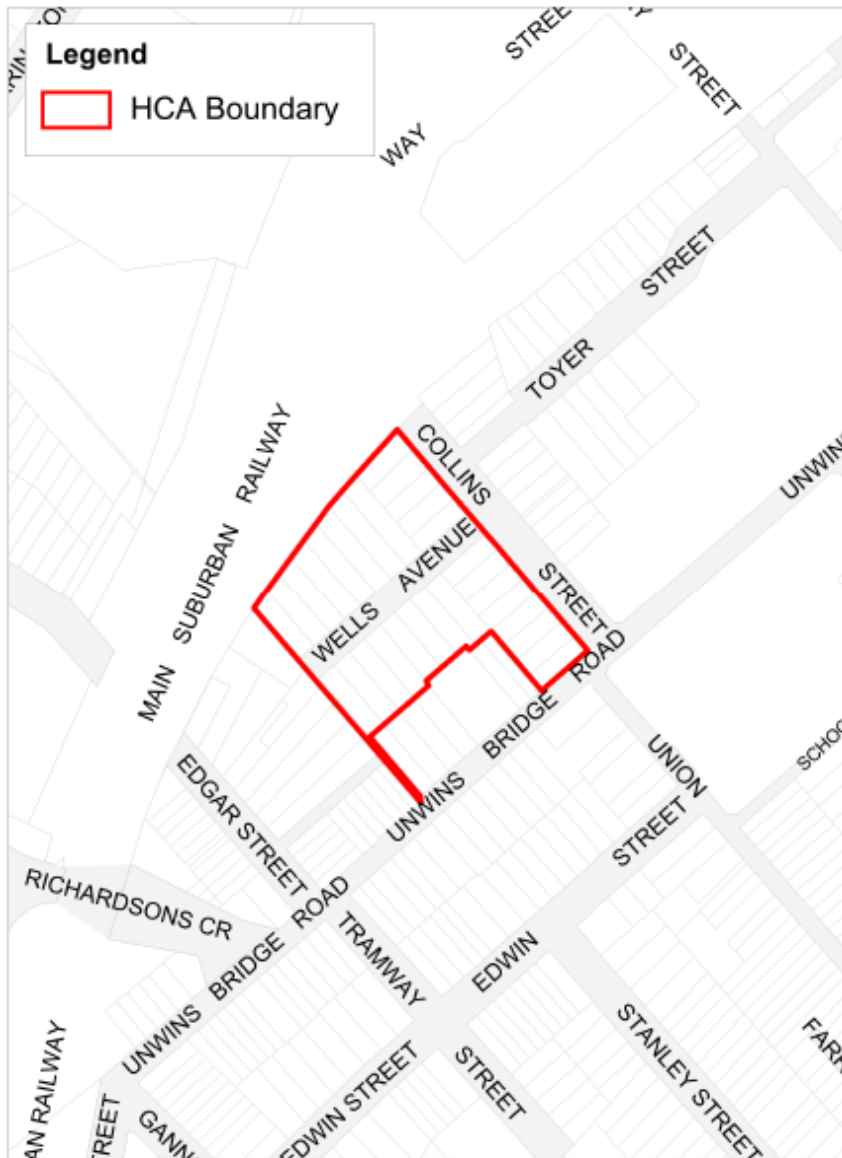 Legend
HCA Boundary
STREET
WAY
STREET
TOYER
COLLINS
STREET
UNWINS
MAIN SUBURBAN RAILWAY
WELLS AVENUE
UNWINS BRIDGE ROAD
UNION
STREET
EDGAR STREET
RICHARDSONS CR
UNWINS BRIDGE ROAD
TRAMWAY
STREET
EDWIN
STREET
EDWIN STREET
STANLEY STREET